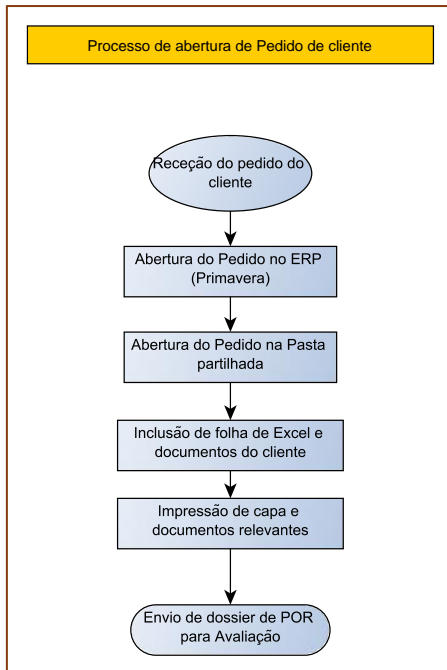 Processo de abertura de Pedido de cliente
Receção do pedido do
cliente
Abertura do Pedido no ERP
(Primavera)
Abertura do Pedido na Pasta
partilhada
Inclusão de folha de Excel e
documentos do cliente
Impressão de capa e
documentos relevantes
Envio de dossier de POR
para Avaliação